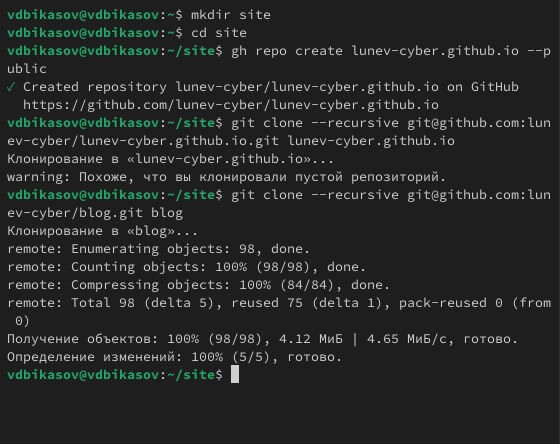 vdbikasov@vdbikasov:~$ mkdir site
vdbikasov@vdbikasov:~$ cd site
vdbikasov@vdbikasov:~/site$ gh repo create lunev-cyber.github.io --p
ublic
✓ Created repository lunev-cyber/lunev-cyber.github.io on GitHub
  https://github.com/lunev-cyber/lunev-cyber.github.io
vdbikasov@vdbikasov:~/site$ git clone --recursive git@github.com:lun
ev-cyber/lunev-cyber.github.io.git lunev-cyber.github.io
Клонирование в «lunev-cyber.github.io»...
warning: Похоже, что вы клонировали пустой репозиторий.
vdbikasov@vdbikasov:~/site$ git clone --recursive git@github.com:lun
ev-cyber/blog.git blog
Клонирование в «blog»...
remote: Enumerating objects: 98, done.
remote: Counting objects: 100% (98/98), done.
remote: Compressing objects: 100% (84/84), done.
remote: Total 98 (delta 5), reused 75 (delta 1), pack-reused 0 (from
 0)
Получение объектов: 100% (98/98), 4.12 МиБ | 4.65 МиБ/с, готово.
Определение изменений: 100% (5/5), готово.
vdbikasov@vdbikasov:~/site$